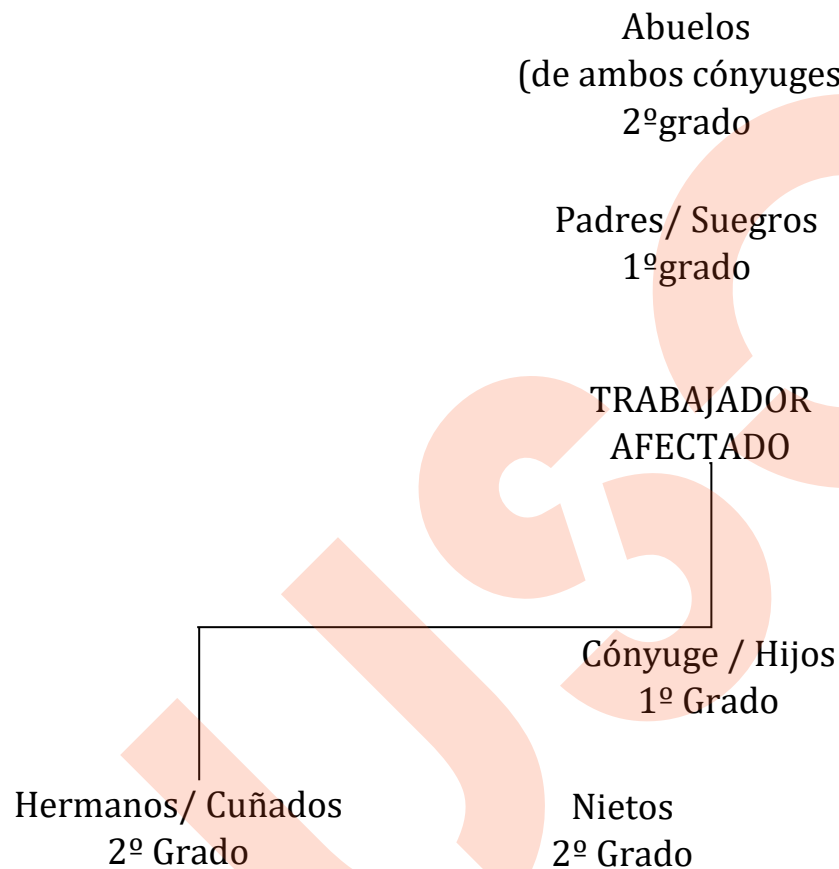 Abuelos
(de ambos cónyuges
2ºgrado
Padres/ Suegros
1ºgrado
TRABAJADOR
AFECTADO
Cónyuge / Hijos
1º Grado
Hermanos/ Cuñados
2º Grado
Nietos
2º Grado